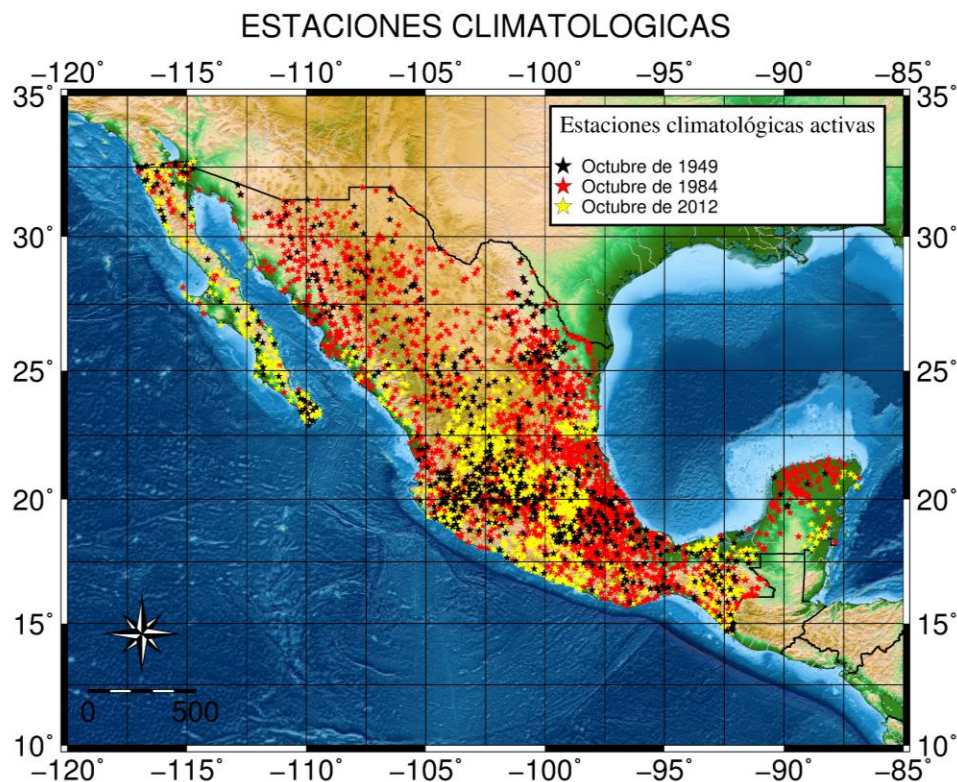 ESTACIONES CLIMATOLOGICAS
−120˚ −115˚ −110˚ −105˚ −100˚ −95˚ −90˚ −85˚
35˚ 35˚
Estaciones climatológicas activas
Octubre de 1949
Octubre de 1984
Octubre de 2012
30˚ 30˚
25˚ 25˚
20˚ 20˚
15˚ 15˚
0 500
10˚ 10˚
−120˚ −115˚ −110˚ −105˚ −100˚ −95˚ −90˚ −85˚